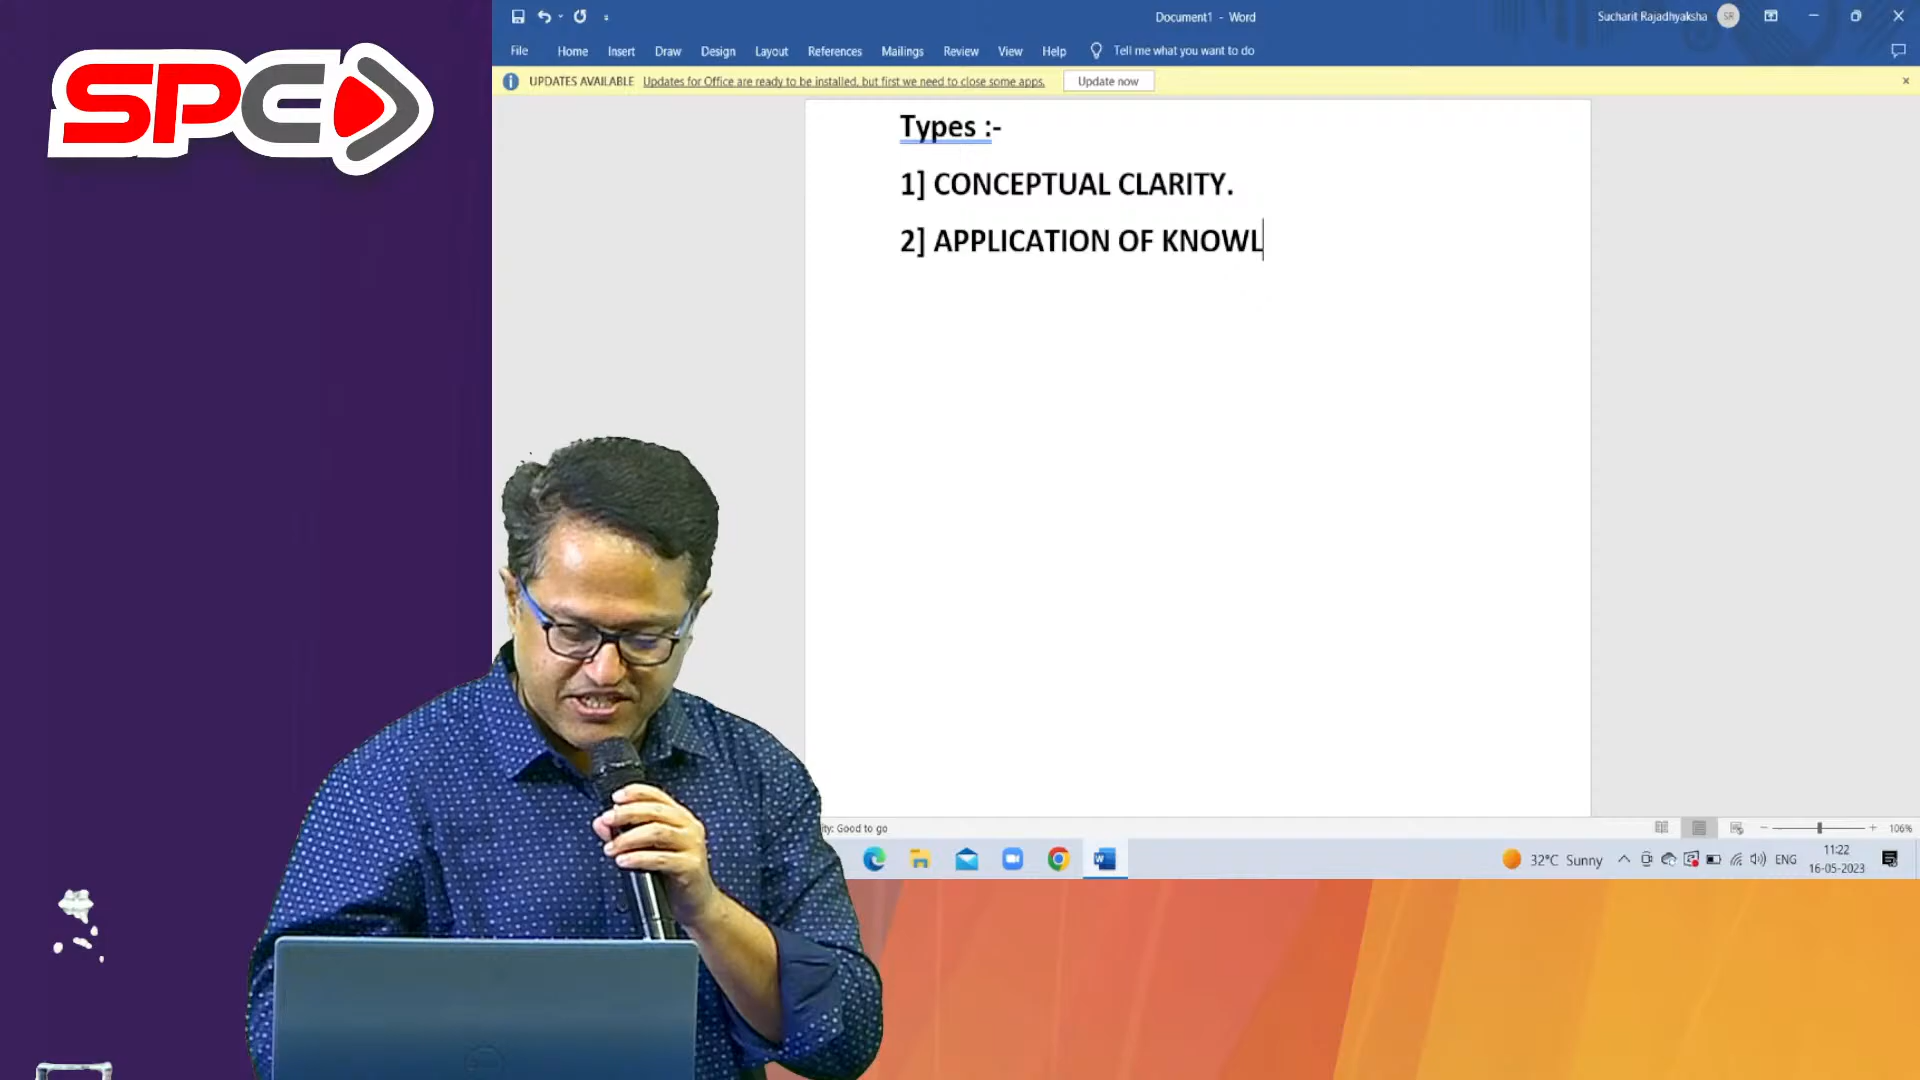 SPE
Document1 - Word
Sucharit Rajadhyaksha SR
File Home Insert Draw Design Layout References Mailings Review View Help Tell me what you want to do
UPDATES AVAILABLE Updates for Office are ready to be installed, but first we need to close some apps. Update now
Types :-
1] CONCEPTUAL CLARITY.
2] APPLICATION OF KNOWL
ity: Good to go
106%
32°C Sunny
ENG
11:22
16-05-2023